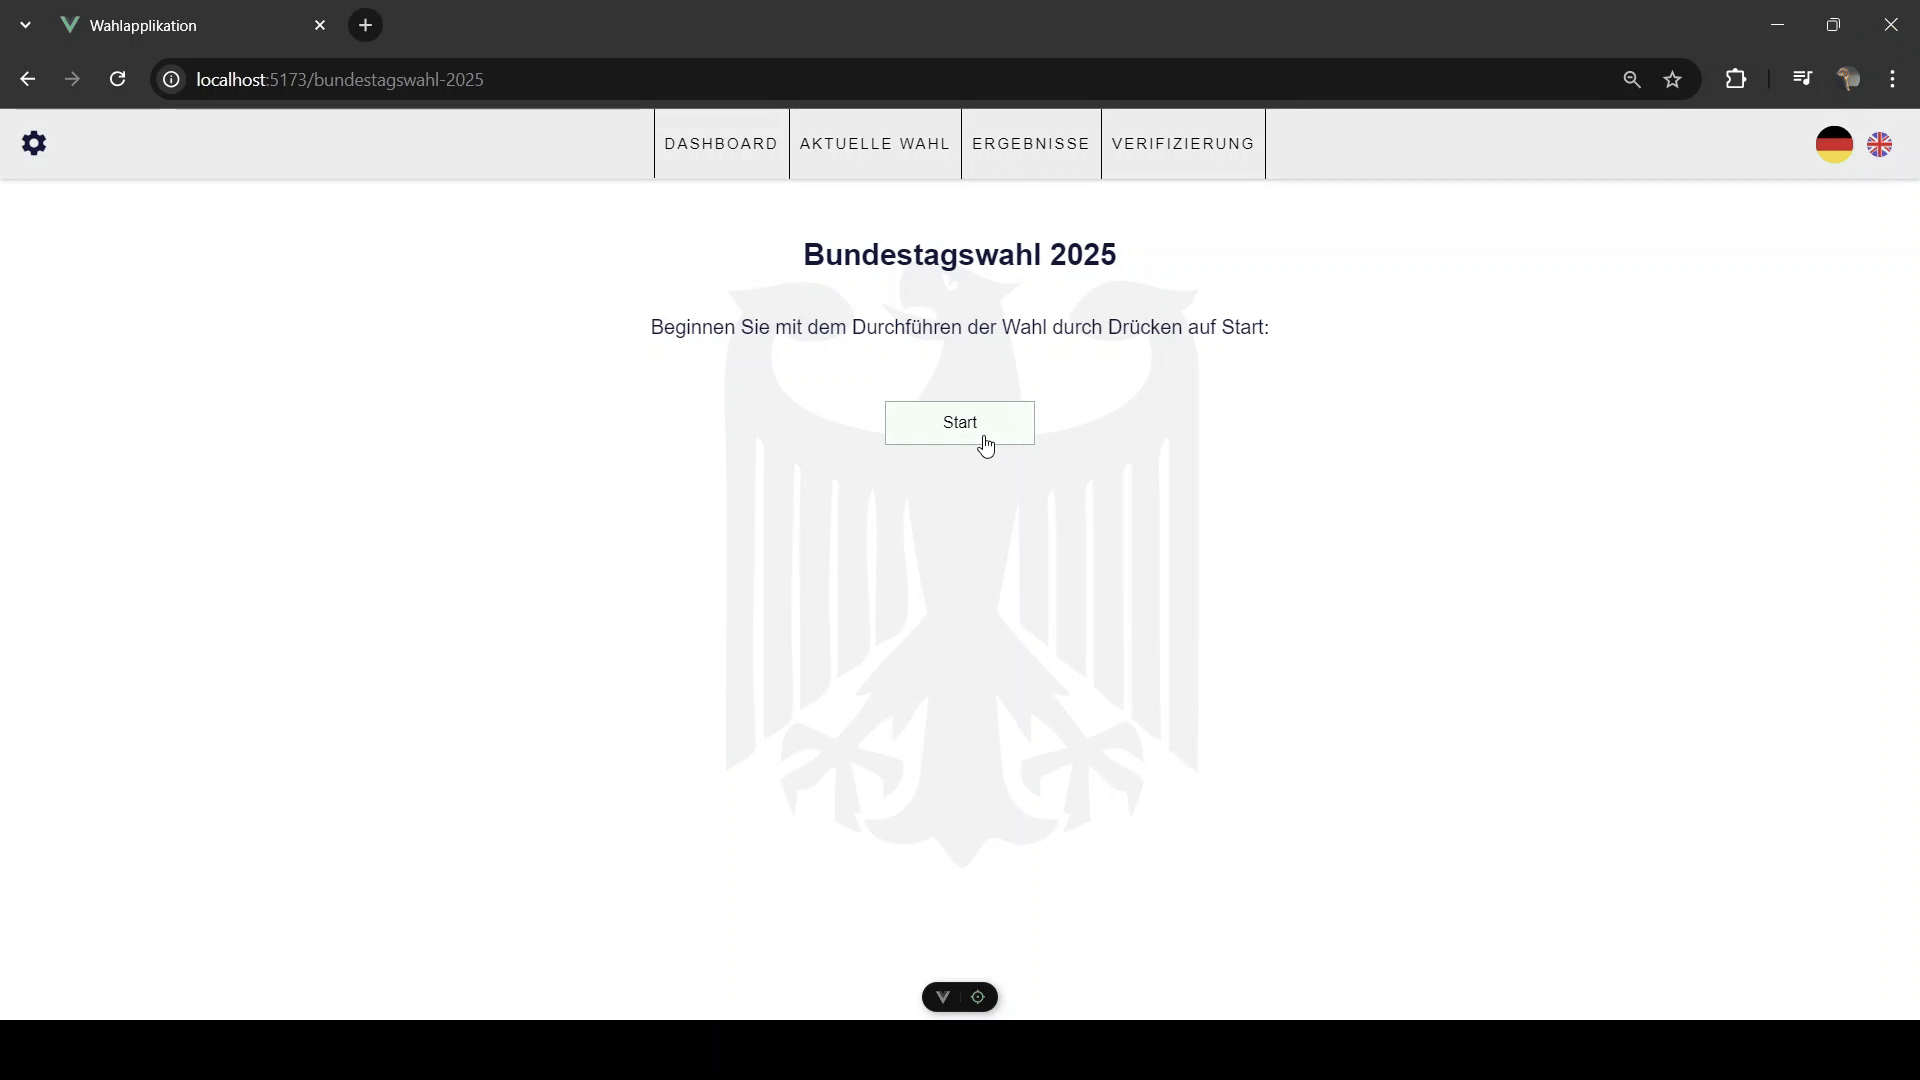 Wahlapplikation
localhost:5173/bundestagswahl-2025
DASHBOARD AKTUELLE WAHL ERGEBNISSE VERIFIZIERUNG
Bundestagswahl 2025
Beginnen Sie mit dem Durchführen der Wahl durch Drücken auf Start:
Start